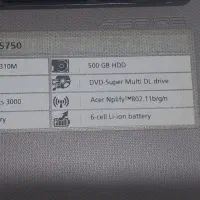 5750
310M
500 GB HDD
DVD-Super Multi DL drive
s 3000
Acer Nplify™802.11b/g/n
ry
6-cell Li-ion battery